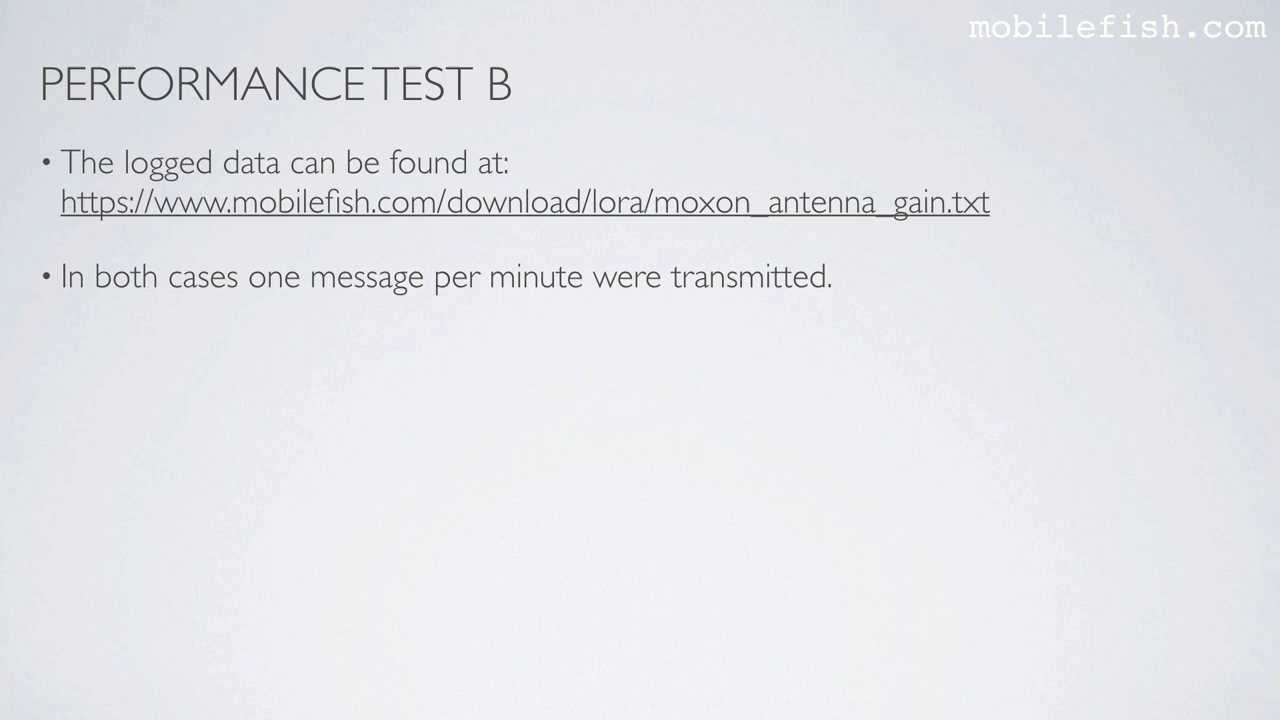 mobilefish.com
PERFORMANCE TEST B
• The logged data can be found at:
https://www.mobilefish.com/download/lora/moxon_antenna_gain.txt
• In both cases one message per minute were transmitted.